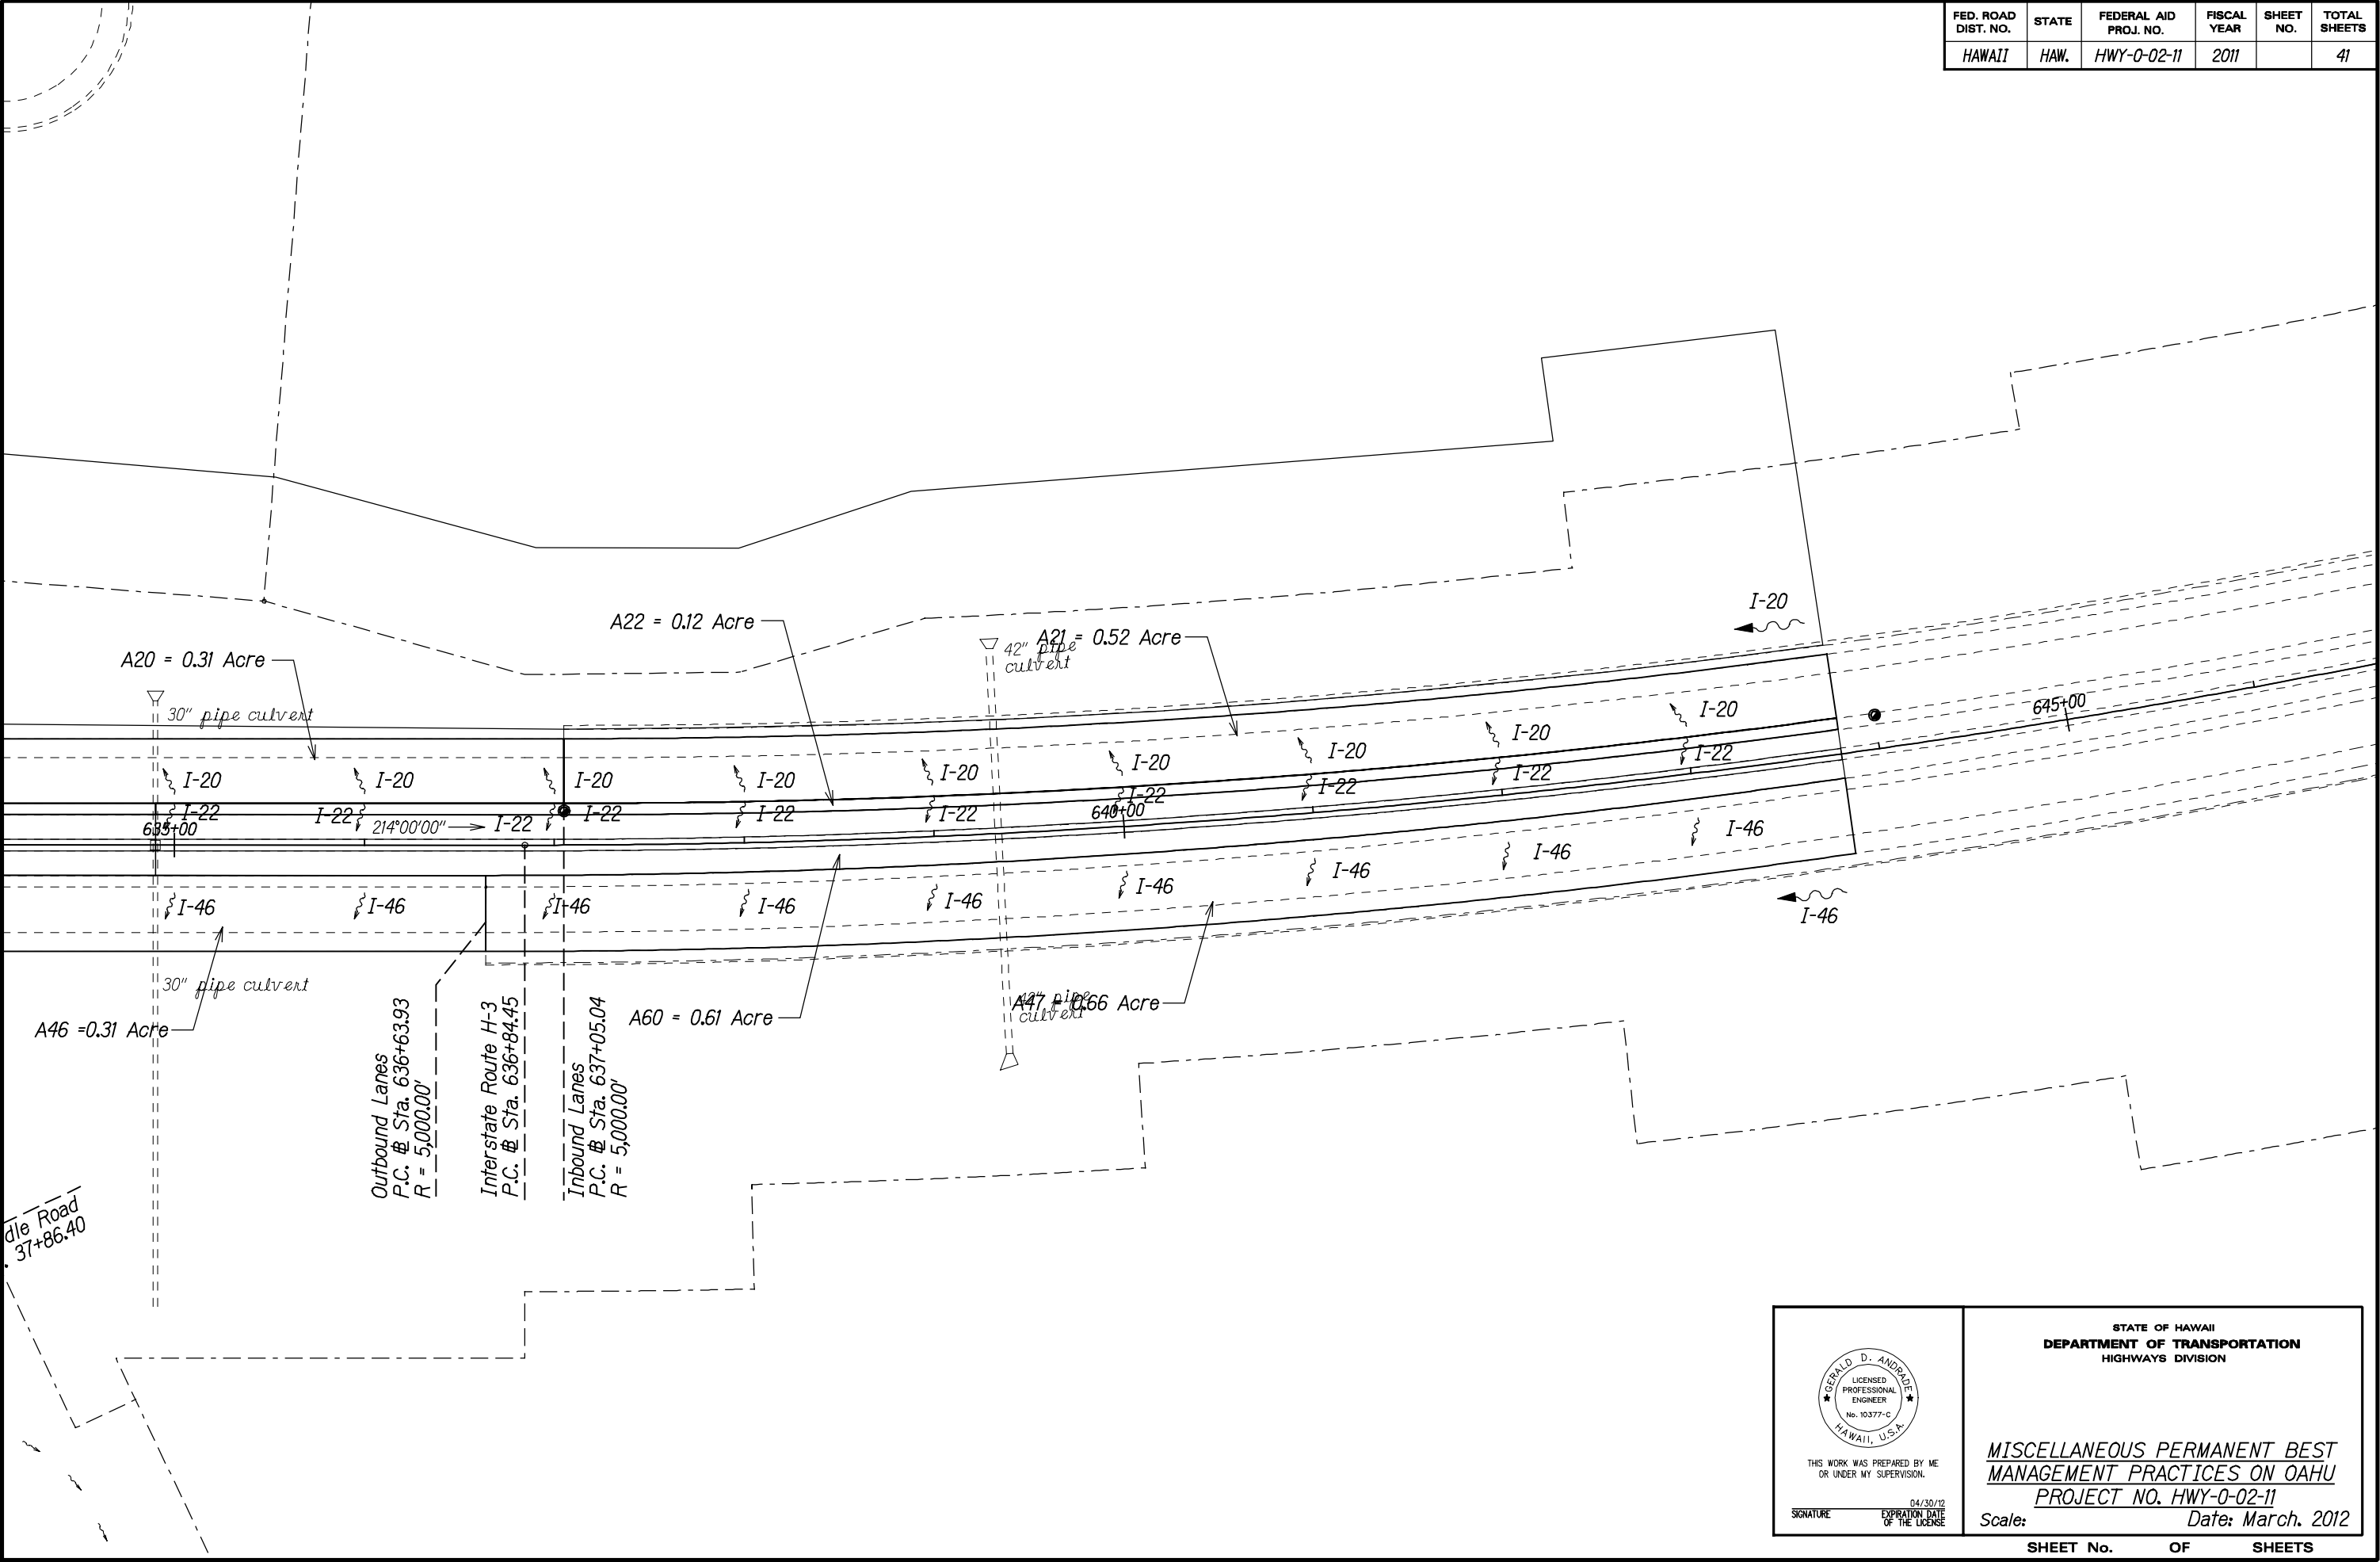 FED. ROAD DIST. NO. STATE FEDERAL AID PROJ. NO. FISCAL YEAR SHEET NO. TOTAL SHEETS
HAWAII HAW. HWY-O-02-11 2011 41
I-20
A22 = 0.12 Acre
A21 = 0.52 Acre
42" pipe
culvert
A20 = 0.31 Acre
30" pipe culvert
645+00
I-20 I-20 I-20 I-20 I-20 I-20 I-20 I-20 I-20
I-22 I-22 I-22 I-22 I-22 I-22 I-22 I-22 I-22 I-22
635+00
214°00'00"
640+00
I-46 I-46 I-46 I-46 I-46 I-46 I-46 I-46 I-46
I-46
30" pipe culvert
42" pipe
culvert
A47 = 0.66 Acre
A60 = 0.61 Acre
A46 =0.31 Acre
Outbound Lanes
P.C. ℄ Sta. 636+63.93
R = 5,000.00'
Interstate Route H-3
P.C. ℄ Sta. 636+84.45
Inbound Lanes
P.C. ℄ Sta. 637+05.04
R = 5,000.00'
dle Road
. 37+86.40
GERALD D. ANDRADE
LICENSED
PROFESSIONAL
ENGINEER
No. 10377-C
HAWAII, U.S.A.
THIS WORK WAS PREPARED BY ME
OR UNDER MY SUPERVISION.
04/30/12
SIGNATURE EXPIRATION DATE
OF THE LICENSE
STATE OF HAWAII
DEPARTMENT OF TRANSPORTATION
HIGHWAYS DIVISION
MISCELLANEOUS PERMANENT BEST
MANAGEMENT PRACTICES ON OAHU
PROJECT NO. HWY-O-02-11
Scale: Date: March. 2012
SHEET No. OF SHEETS